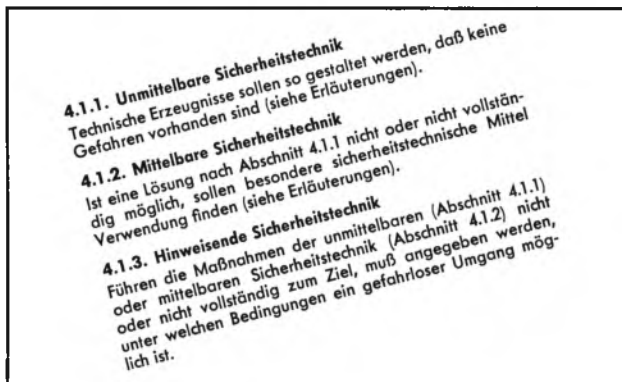 4.1.1. Unmittelbare Sicherheitstechnik
Technische Erzeugnisse sollen so gestaltet werden, daß keine
Gefahren vorhanden sind (siehe Erläuterungen).
4.1.2. Mittelbare Sicherheitstechnik
Ist eine Lösung nach Abschnitt 4.1.1 nicht oder nicht vollstän-
dig möglich, sollen besondere sicherheitstechnische Mittel
Verwendung finden (siehe Erläuterungen).
4.1.3. Hinweisende Sicherheitstechnik
Führen die Maßnahmen der unmittelbaren (Abschnitt 4.1.1)
oder mittelbaren Sicherheitstechnik (Abschnitt 4.1.2) nicht
oder nicht vollständig zum Ziel, muß angegeben werden,
unter welchen Bedingungen ein gefahrloser Umgang mög-
lich ist.